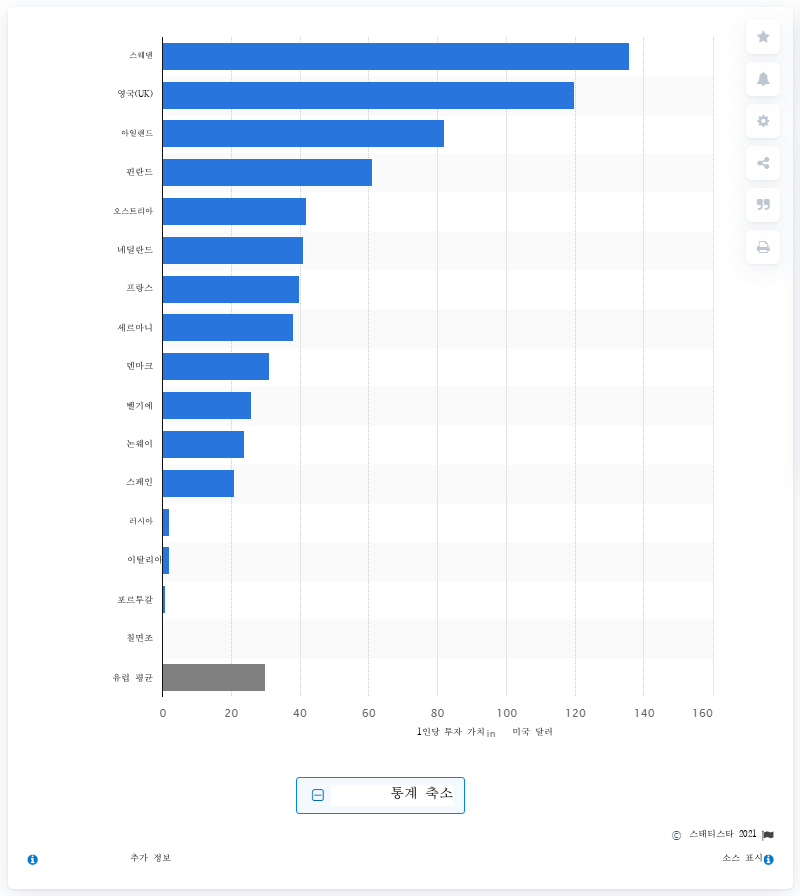 스웨덴
영국(UK)
아일랜드
핀란드
오스트리아
네덜란드
프랑스
세르마니
덴마크
벨기에
논웨이
스페인
러시아
이탈리아
포르투갈
칠면조
유럽 평균
0 20 40 60 80 100 120 140 160
1인당 투자 가치 in 미국 달러
통계 축소
© 스태티스타 2021
추가 정보
소스 표시